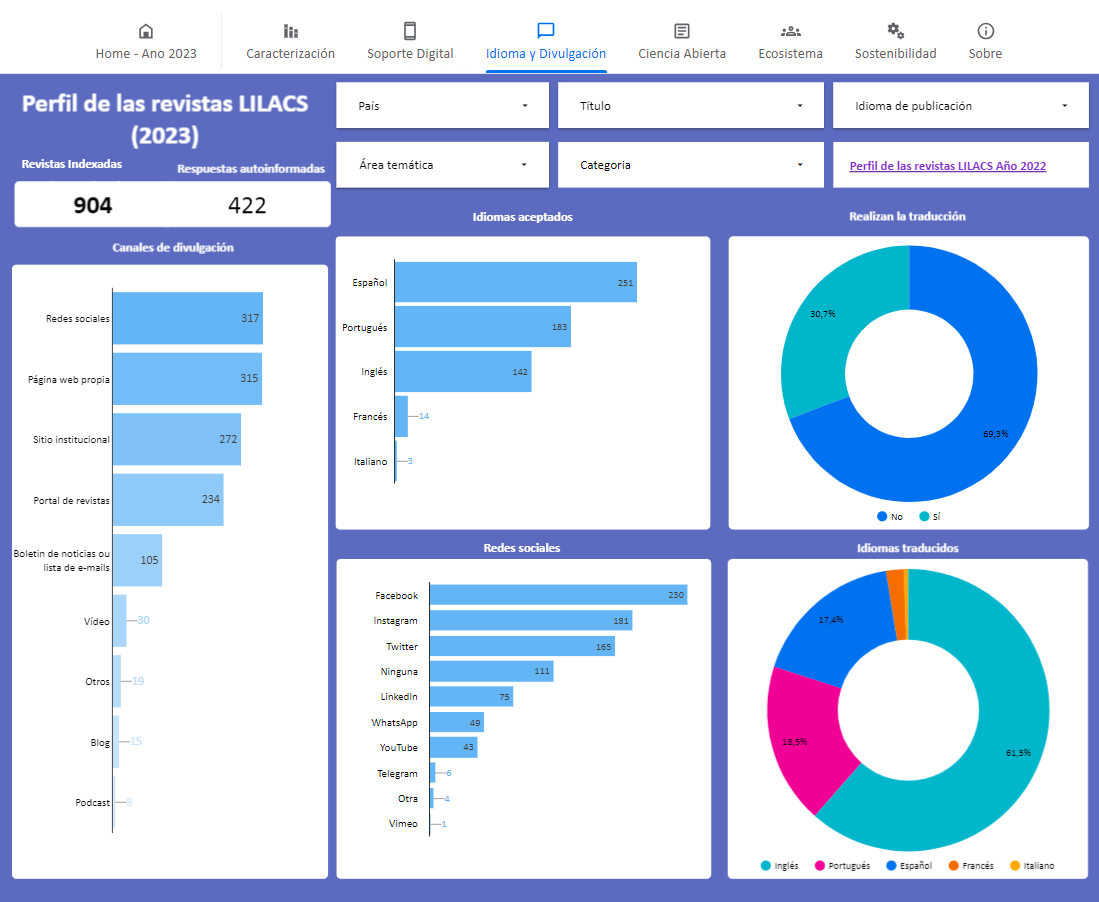 Home - Ano 2023
Caracterización
Soporte Digital
Idioma y Divulgación
Ciencia Abierta
Ecosistema
Sostenibilidad
Sobre
Perfil de las revistas LILACS
(2023)
Revistas Indexadas
Respuestas autoinformadas
904
422
País
Título
Idioma de publicación
Área temática
Categoria
Perfil de las revistas LILACS Año 2022
Canales de divulgación
Redes sociales 317
Página web propia 315
Sitio institucional 272
Portal de revistas 234
Boletin de noticias ou
lista de e-mails 105
Vídeo 30
Otros 19
Blog 15
Podcast 8
Idiomas aceptados
Español 251
Portugués 183
Inglés 142
Francés 14
Italiano 3
Realizan la traducción
30,7%
69,3%
No Sí
Redes sociales
Facebook 230
Instagram 181
Twitter 165
Ninguna 111
LinkedIn 75
WhatsApp 49
YouTube 43
Telegram 6
Otra 4
Vimeo 1
Idiomas traducidos
17,4%
18,5%
61,5%
Inglés Portugués Español Francés Italiano